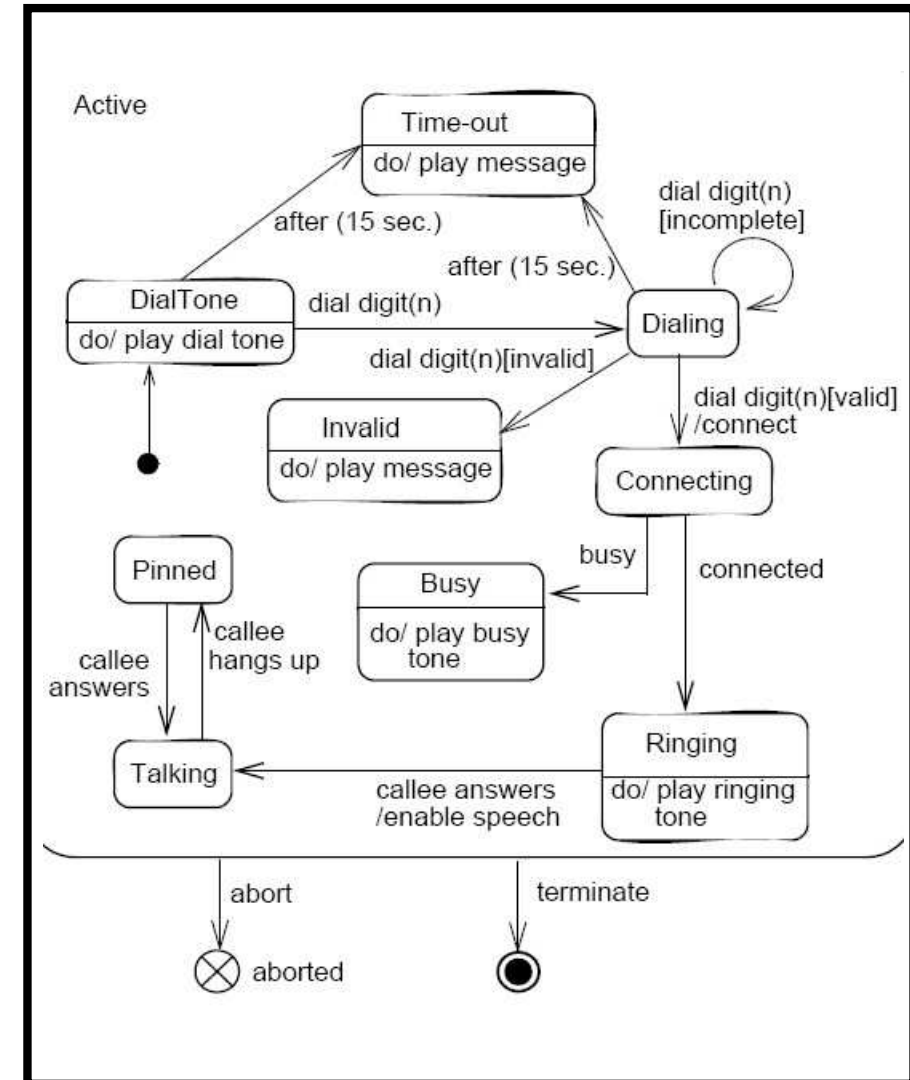 Active
Time-out
do/ play message
dial digit(n)
[incomplete]
after (15 sec.)
after (15 sec.)
DialTone
do/ play dial tone
dial digit(n)
Dialing
dial digit(n)[invalid]
dial digit(n)[valid]
/connect
Invalid
do/ play message
Connecting
busy
connected
Pinned
Busy
do/ play busy
tone
callee
hangs up
callee
answers
Talking
Ringing
do/ play ringing
tone
callee answers
/enable speech
abort
terminate
aborted